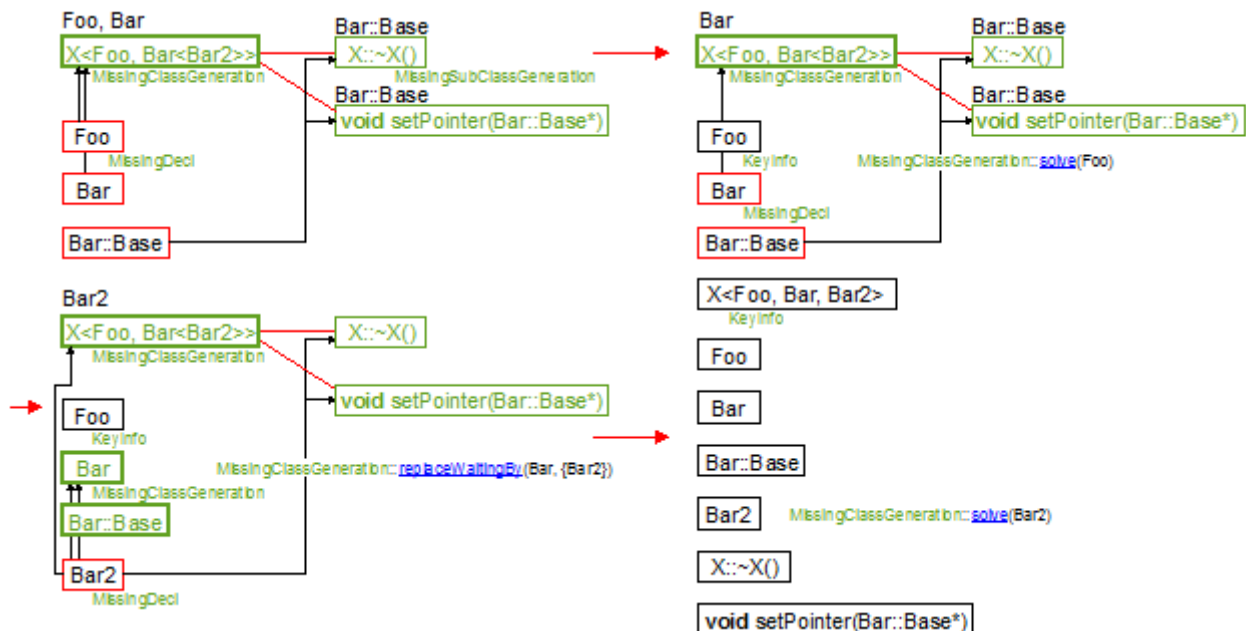 Foo, Bar
Bar::Base
X<Foo, Bar<Bar2>>
X::~X()
MissingClassGeneration
MissingSubClassGeneration
Bar::Base
void setPointer(Bar::Base*)
Foo
MissingDecl
Bar
Bar::Base
Bar
Bar::Base
X<Foo, Bar<Bar2>>
X::~X()
MissingClassGeneration
Bar::Base
void setPointer(Bar::Base*)
Foo
KeyInfo
MissingClassGeneration::solve(Foo)
Bar
MissingDecl
Bar::Base
Bar2
X<Foo, Bar<Bar2>>
X::~X()
MissingClassGeneration
void setPointer(Bar::Base*)
Foo
KeyInfo
Bar
MissingClassGeneration::replaceWaitingBy(Bar, {Bar2})
MissingClassGeneration
Bar::Base
Bar2
MissingDecl
X<Foo, Bar, Bar2>
KeyInfo
Foo
Bar
Bar::Base
Bar2
MissingClassGeneration::solve(Bar2)
X::~X()
void setPointer(Bar::Base*)